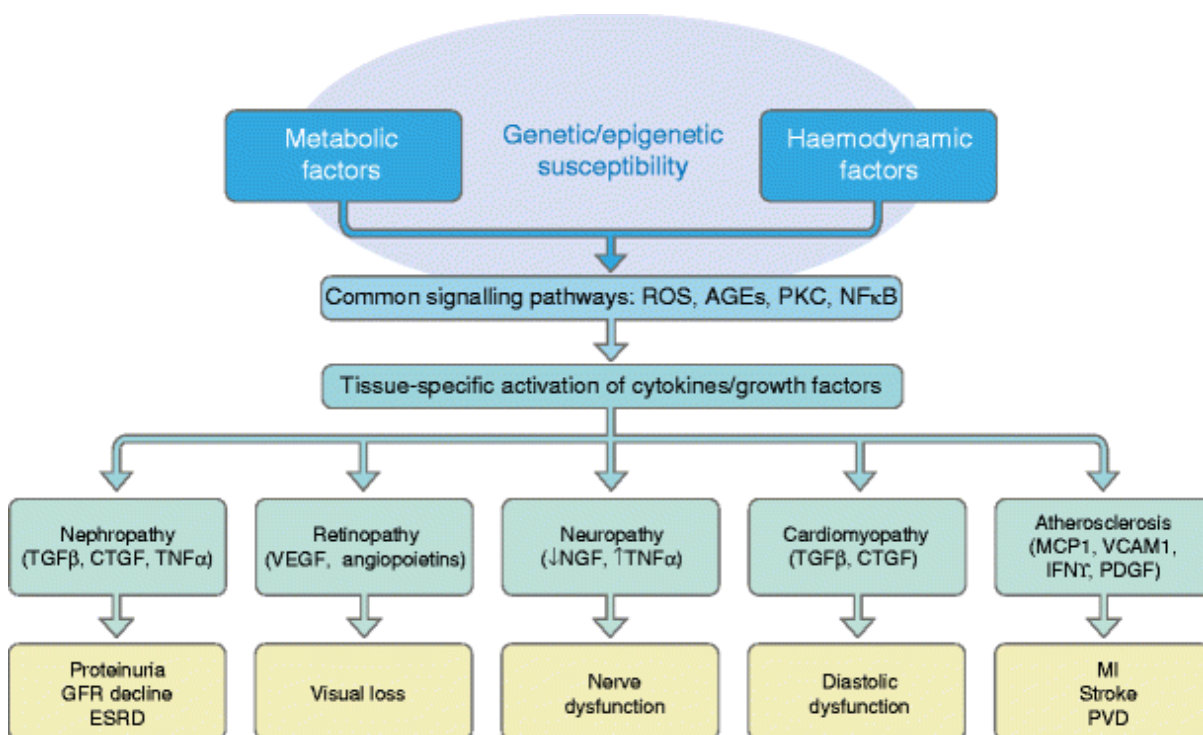 Metabolic
factors
Genetic/epigenetic
susceptibility
Haemodynamic
factors
Common signalling pathways: ROS, AGEs, PKC, NFκB
Tissue-specific activation of cytokines/growth factors
Nephropathy
(TGFβ, CTGF, TNFα)
Retinopathy
(VEGF, angiopoietins)
Neuropathy
(↓NGF, ↑TNFα)
Cardiomyopathy
(TGFβ, CTGF)
Atherosclerosis
(MCP1, VCAM1,
IFNϒ, PDGF)
Proteinuria
GFR decline
ESRD
Visual loss
Nerve
dysfunction
Diastolic
dysfunction
MI
Stroke
PVD